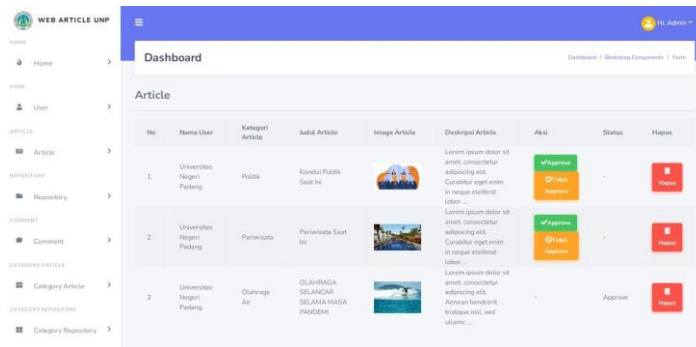 WEB ARTICLE UNP
Hi, Admin
HOME
Home
USER
User
ARTICLE
Article
REPOSITORY
Repository
COMMENT
Comment
CATEGORY ARTICLE
Category Article
CATEGORY REPOSITORY
Category Repository
Dashboard
Dashboard / Bootstrap Components / Form
Article
No Nama User Kategori Article Judul Article Image Article Deskripsi Article Aksi Status Hapus
1
Universitas
Negeri
Padang
Politik
Kondisi Politik
Saat Ini
Lorem ipsum dolor sit
amet, consectetur
adipiscing elit.
Curabitur eget enim
in neque eleifend
lobor ...
Approve
Tidak
Approve
-
Hapus
2
Universitas
Negeri
Padang
Pariwisata
Pariwisata Saat
Ini
Lorem ipsum dolor sit
amet, consectetur
adipiscing elit.
Curabitur eget enim
in neque eleifend
lobor ...
Approve
Tidak
Approve
-
Hapus
3
Universitas
Negeri
Padang
Olahraga
Air
OLAHRAGA
SELANCAR
SELAMA MASA
PANDEMI
Lorem ipsum dolor sit
amet, consectetur
adipiscing elit.
Aenean hendrerit
tristique nisl, sed
ullamc ...
-
Approve
Hapus